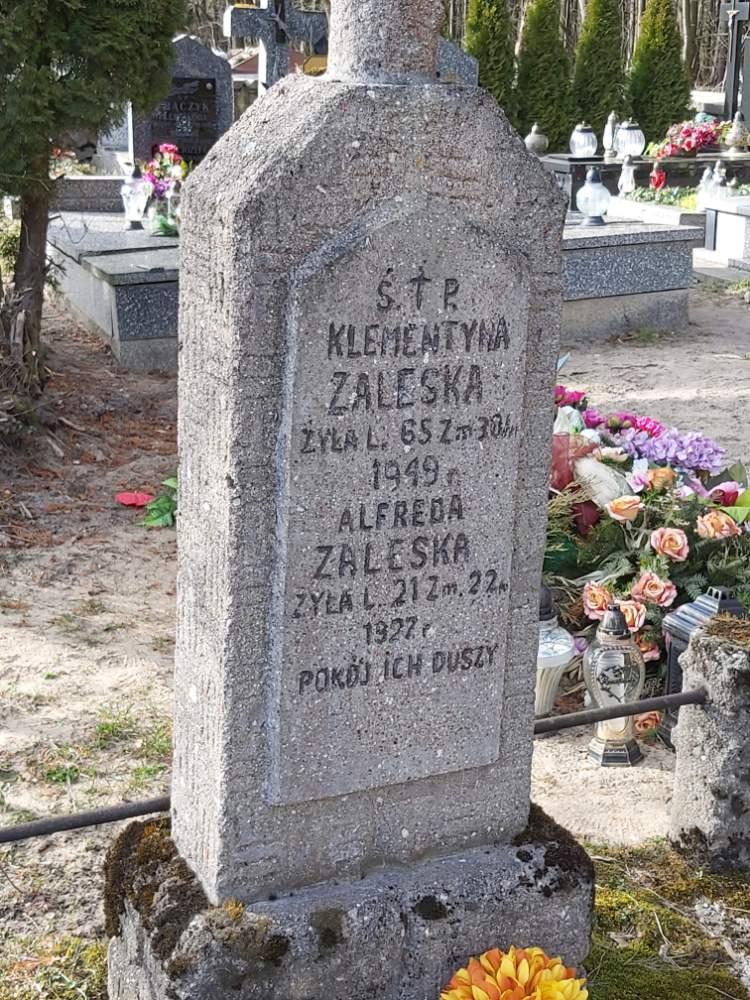 Ś. † P.
KLEMENTYNA
ZALESKA
ŻYŁA L. 65 Z m 30
1949 r.
ALFREDA
ZALESKA
ŻYŁA L. 21 Z m. 22
1927 r.
POKÓJ ICH DUSZY